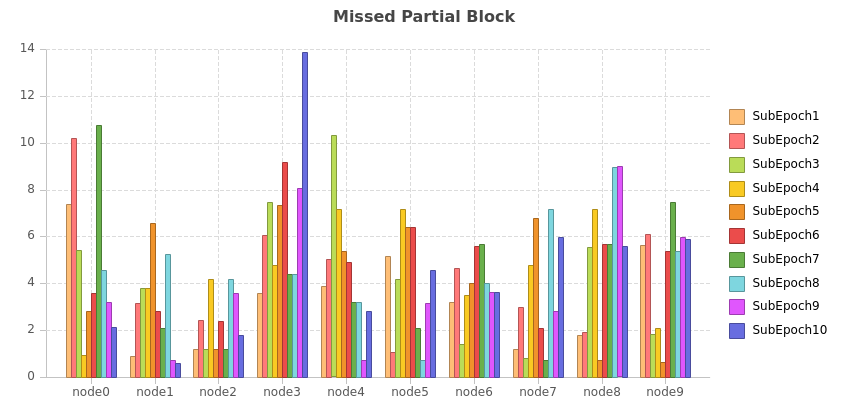 Missed Partial Block
14
12
10
8
6
4
2
0
node0 node1 node2 node3 node4 node5 node6 node7 node8 node9
SubEpoch1
SubEpoch2
SubEpoch3
SubEpoch4
SubEpoch5
SubEpoch6
SubEpoch7
SubEpoch8
SubEpoch9
SubEpoch10